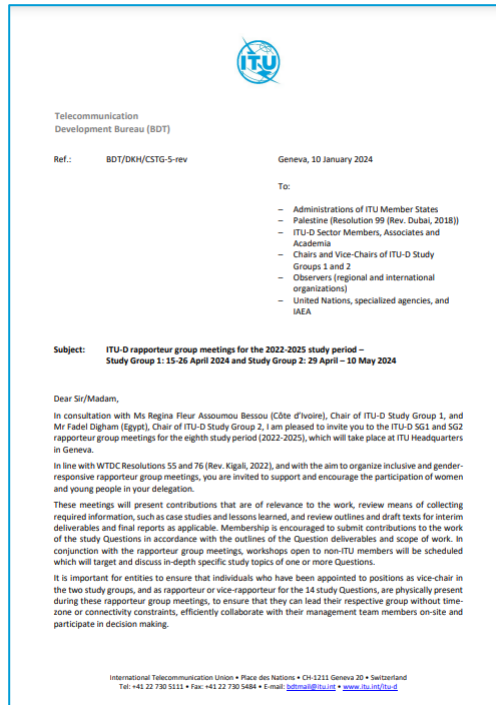 ITU
Telecommunication
Development Bureau (BDT)
Ref.: BDT/DKH/CSTG-5-rev Geneva, 10 January 2024
To:
– Administrations of ITU Member States
– Palestine (Resolution 99 (Rev. Dubai, 2018))
– ITU-D Sector Members, Associates and
Academia
– Chairs and Vice-Chairs of ITU-D Study
Groups 1 and 2
– Observers (regional and international
organizations)
– United Nations, specialized agencies, and
IAEA
Subject: ITU-D rapporteur group meetings for the 2022-2025 study period –
Study Group 1: 15-26 April 2024 and Study Group 2: 29 April – 10 May 2024
Dear Sir/Madam,
In consultation with Ms Regina Fleur Assoumou Bessou (Côte d'Ivoire), Chair of ITU-D Study Group 1, and
Mr Fadel Digham (Egypt), Chair of ITU-D Study Group 2, I am pleased to invite you to the ITU-D SG1 and SG2
rapporteur group meetings for the eighth study period (2022-2025), which will take place at ITU Headquarters
in Geneva.
In line with WTDC Resolutions 55 and 76 (Rev. Kigali, 2022), and with the aim to organize inclusive and gender-
responsive rapporteur group meetings, you are invited to support and encourage the participation of women
and young people in your delegation.
These meetings will present contributions that are of relevance to the work, review means of collecting
required information, such as case studies and lessons learned, and review outlines and draft texts for interim
deliverables and final reports as applicable. Membership is encouraged to submit contributions to the work
of the study Questions in accordance with the outlines of the Question deliverables and scope of work. In
conjunction with the rapporteur group meetings, workshops open to non-ITU members will be scheduled
which will target and discuss in-depth specific study topics of one or more Questions.
It is important for entities to ensure that individuals who have been appointed to positions as vice-chair in
the two study groups, and as rapporteur or vice-rapporteur for the 14 study Questions, are physically present
during these rapporteur group meetings, to ensure that they can lead their respective group without time-
zone or connectivity constraints, efficiently collaborate with their management team members on-site and
participate in decision making.
International Telecommunication Union • Place des Nations • CH-1211 Geneva 20 • Switzerland
Tel: +41 22 730 5111 • Fax: +41 22 730 5484 • E-mail: bdtmail@itu.int • www.itu.int/itu-d